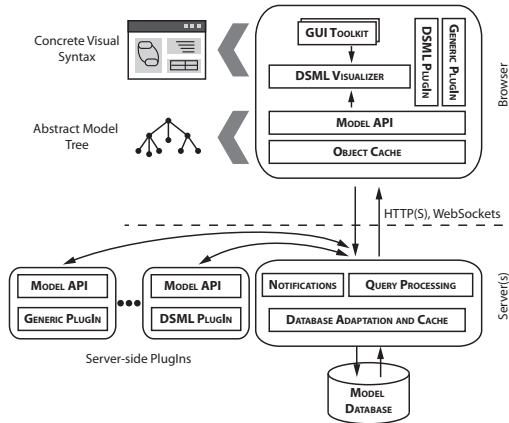 Concrete Visual
Syntax
GUI Toolkit
DSML Visualizer
DSML PlugIn
Generic PlugIn
Browser
Abstract Model
Tree
Model API
Object Cache
HTTP(S), WebSockets
Model API
Generic PlugIn
Model API
DSML PlugIn
Server-side PlugIns
Notifications
Query Processing
Database Adaptation and Cache
Server(s)
Model
Database